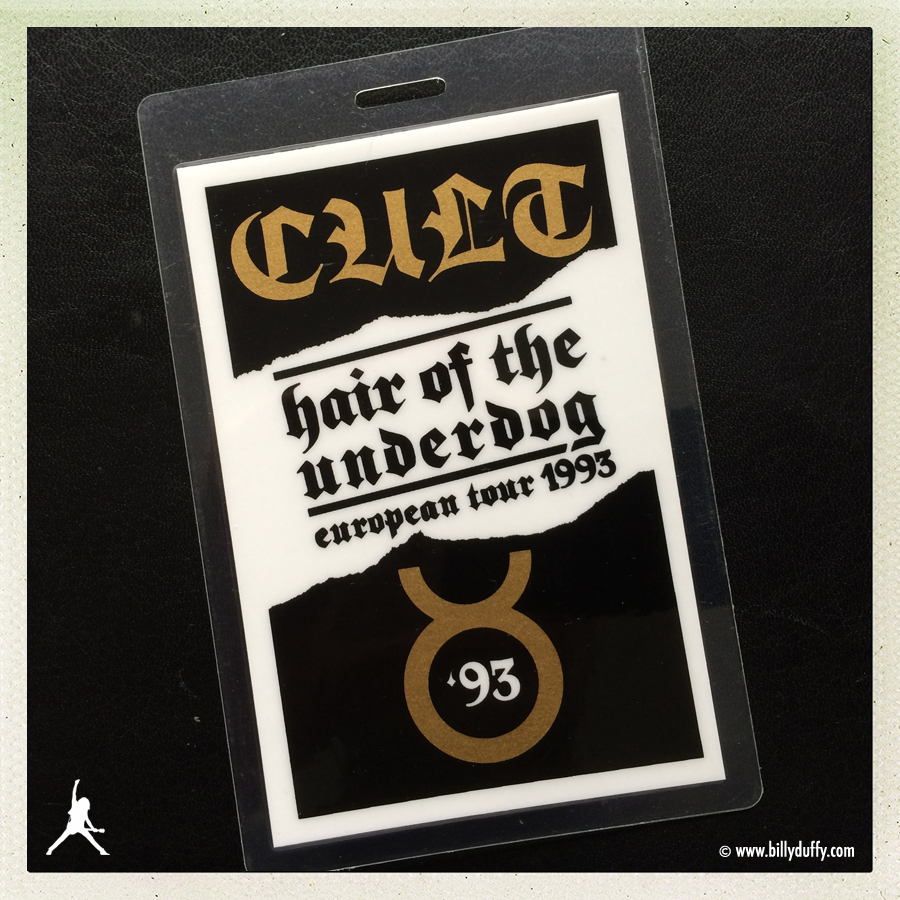 CULT
hair of the
underdog
european tour 1993
'93
© www.billyduffy.com